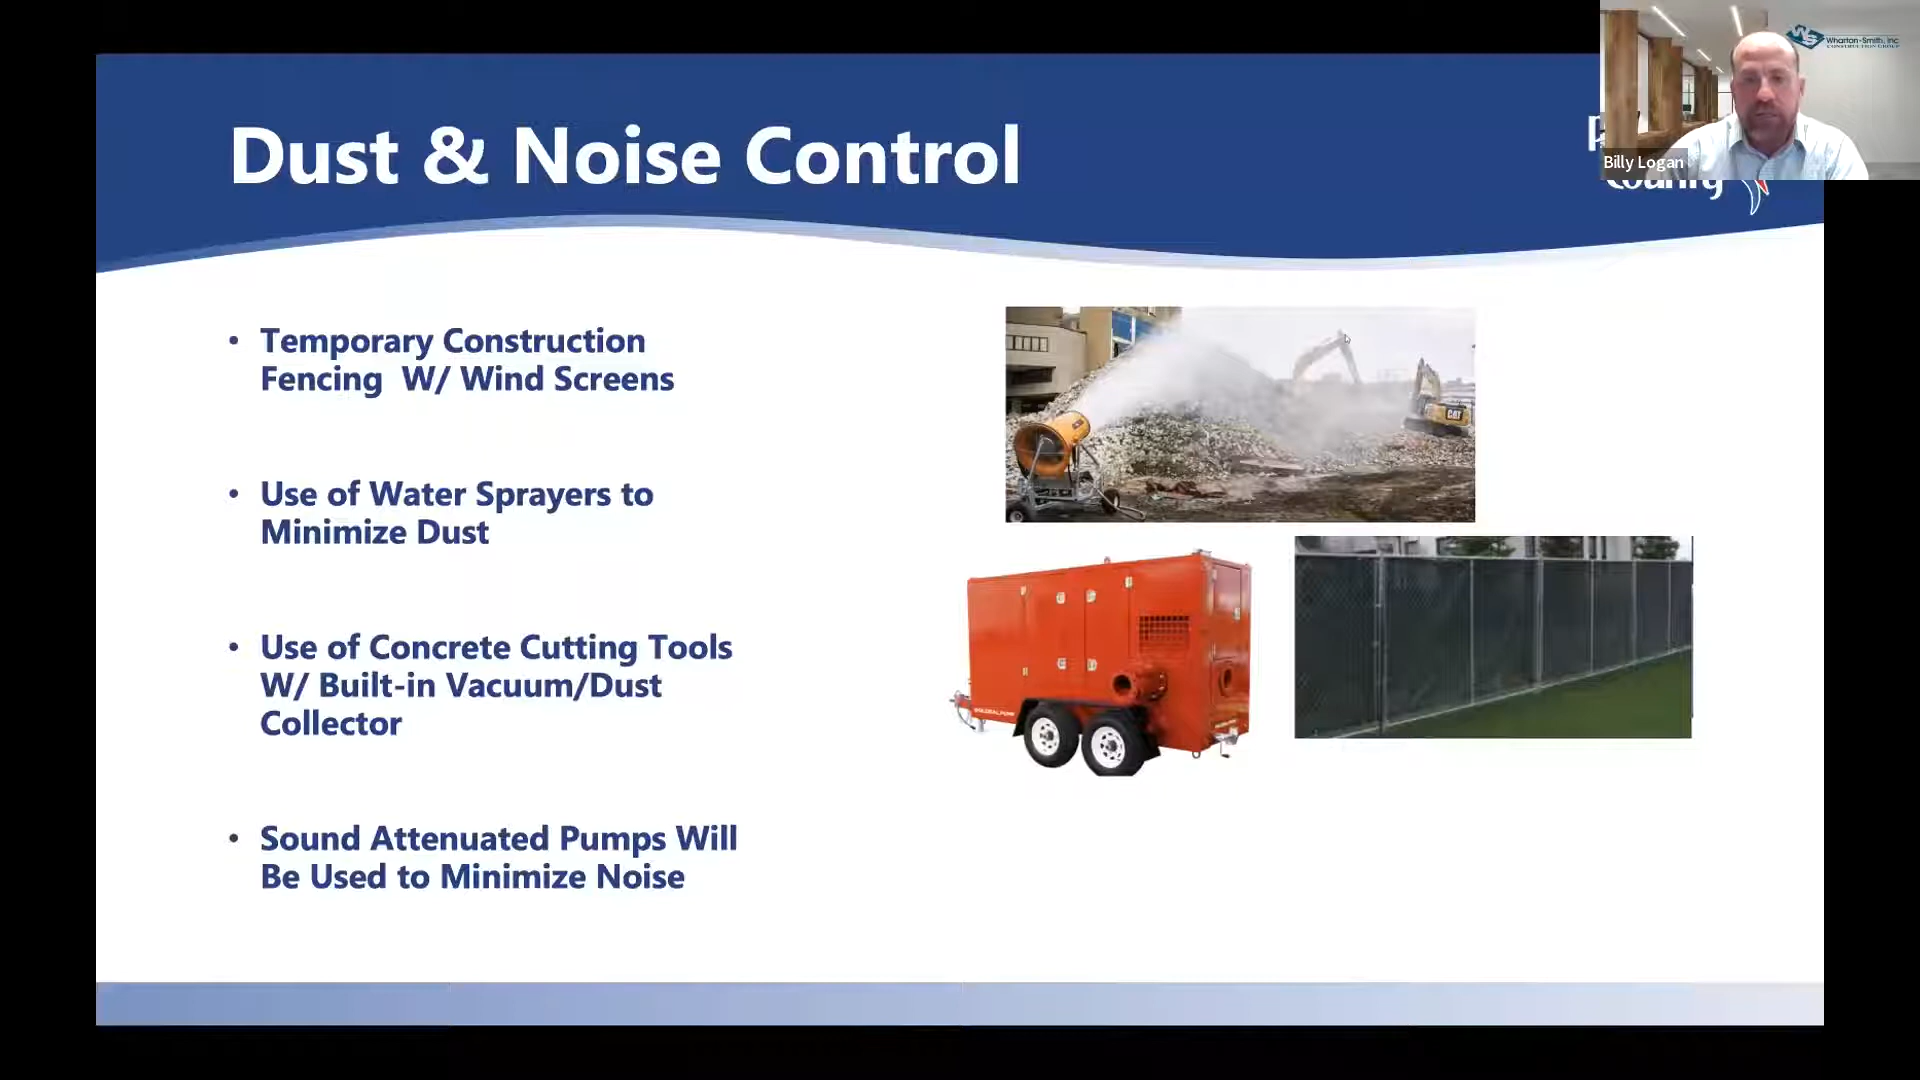 Dust & Noise Control
Wharton-Smith, Inc.
CONSTRUCTION GROUP
Billy Logan
County
• Temporary Construction
Fencing W/ Wind Screens
• Use of Water Sprayers to
Minimize Dust
• Use of Concrete Cutting Tools
W/ Built-in Vacuum/Dust
Collector
• Sound Attenuated Pumps Will
Be Used to Minimize Noise
CAT